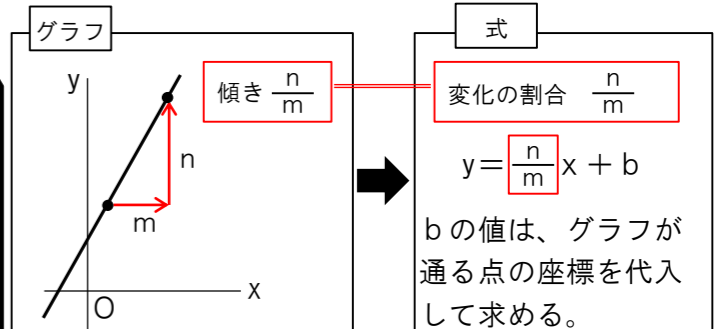 グラフ
y
傾き n/m
n
m
x
O
式
変化の割合 n/m
y=n/m x+b
bの値は、グラフが
通る点の座標を代入
して求める。